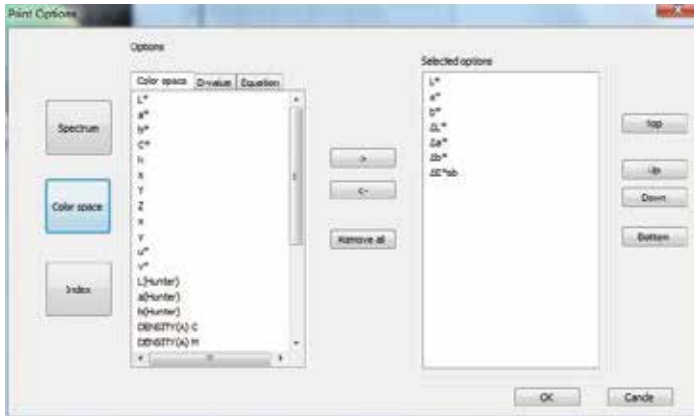 Print Options
Options
Color space D-value Equation
L*
a*
b*
C*
h
X
Y
Z
x
Y
u*
v*
L(Hunter)
a(Hunter)
b(Hunter)
DENSITY(A) C
DENSITY(A) M
Spectrum
Color space
Index
->
<-
Remove all
Selected options
L*
a*
b*
ΔL*
Δa*
Δb*
ΔE*ab
Top
Up
Down
Bottom
OK
Cancle